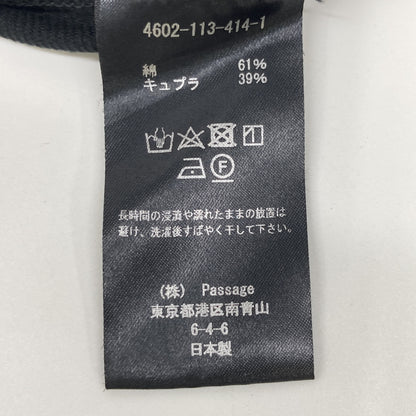 4602-113-414-1
綿 61%
キュプラ 39%
F
長時間の浸漬や濡れたままの放置は
避け、洗濯後すばやく干して下さい。
(株) Passage
東京都港区南青山
6-4-6
日本製